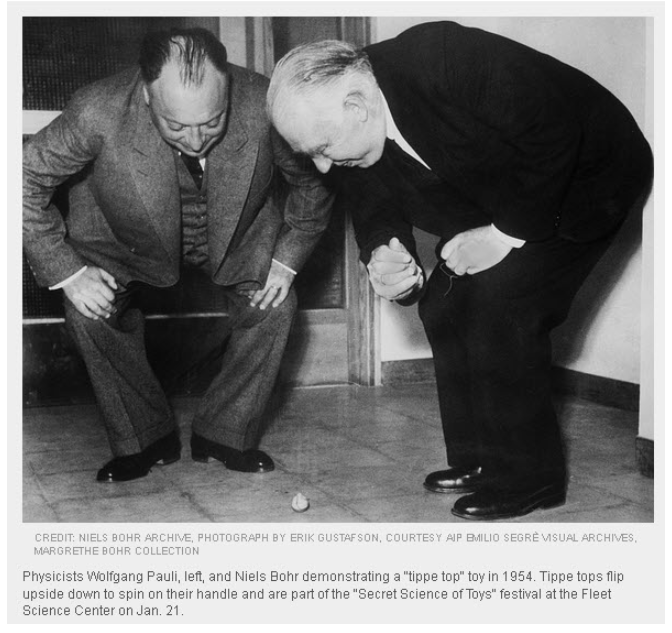 CREDIT: NIELS BOHR ARCHIVE, PHOTOGRAPH BY ERIK GUSTAFSON, COURTESY AIP EMILIO SEGRÈ VISUAL ARCHIVES,
MARGRETHE BOHR COLLECTION
Physicists Wolfgang Pauli, left, and Niels Bohr demonstrating a "tippe top" toy in 1954. Tippe tops flip
upside down to spin on their handle and are part of the "Secret Science of Toys" festival at the Fleet
Science Center on Jan. 21.